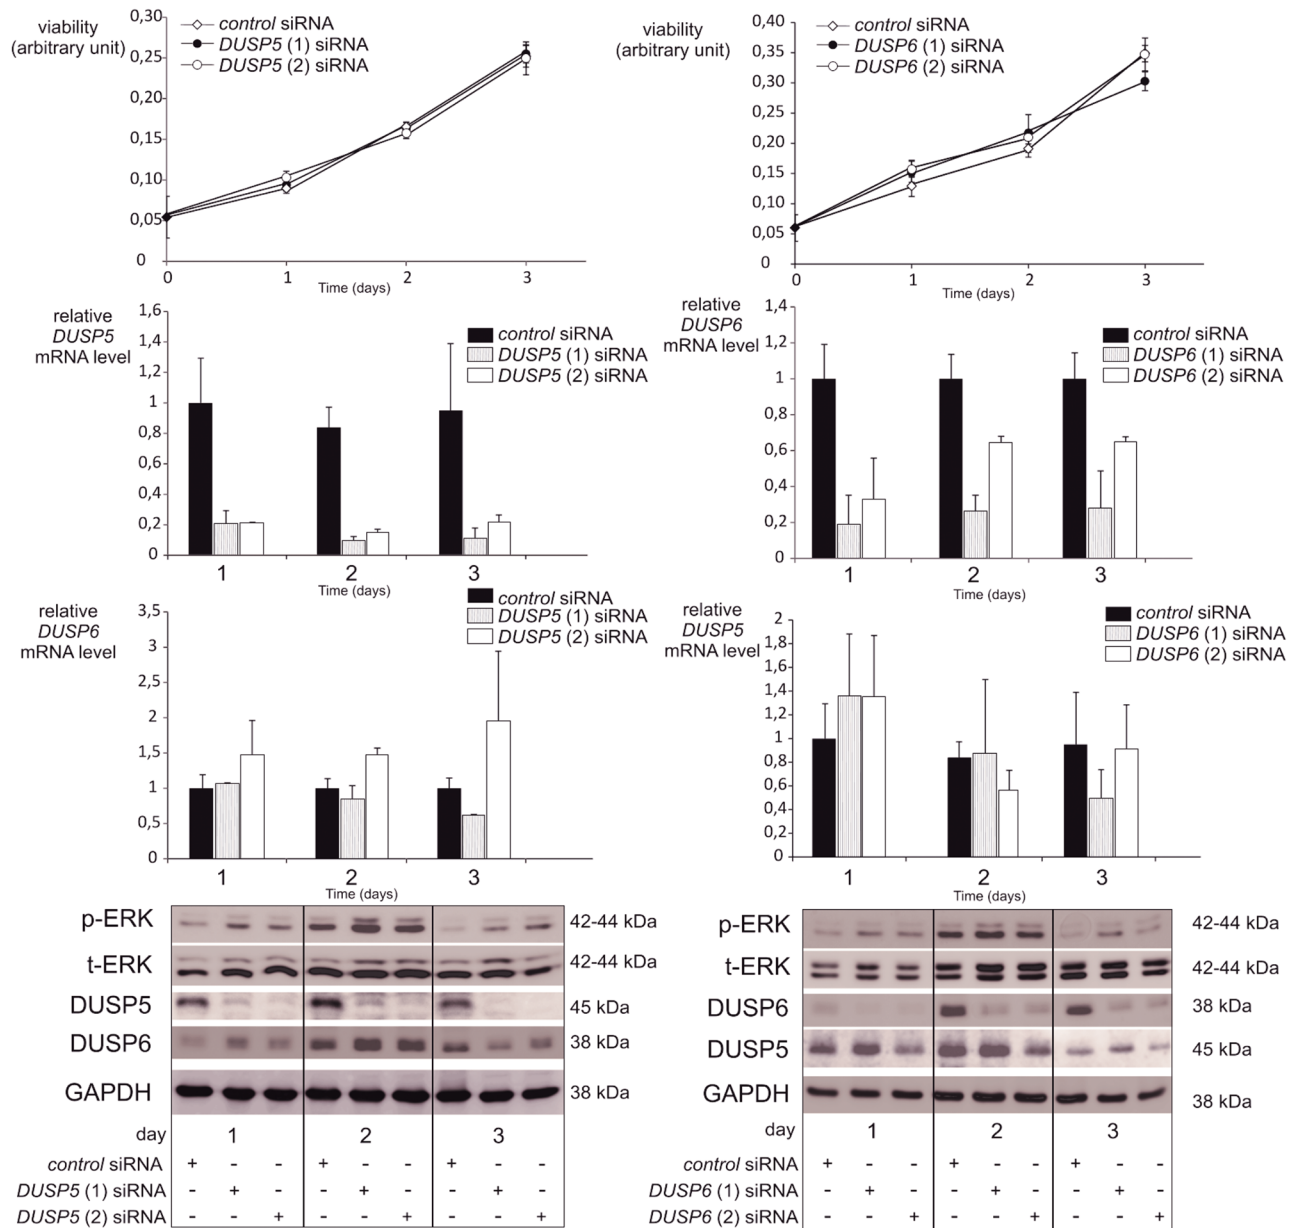 viability
(arbitrary unit)
0,30
0,25
0,20
0,15
0,10
0,05
0
control siRNA
DUSP5 (1) siRNA
DUSP5 (2) siRNA
0 1 2 3
Time (days)
viability
(arbitrary unit)
0,40
0,35
0,30
0,25
0,20
0,15
0,10
0,05
0
control siRNA
DUSP6 (1) siRNA
DUSP6 (2) siRNA
0 1 2 3
Time (days)
relative
DUSP5
mRNA level
1,6
1,4
1,2
1
0,8
0,6
0,4
0,2
0
control siRNA
DUSP5 (1) siRNA
DUSP5 (2) siRNA
1 2 3
Time (days)
relative
DUSP6
mRNA level
1,4
1,2
1
0,8
0,6
0,4
0,2
0
control siRNA
DUSP6 (1) siRNA
DUSP6 (2) siRNA
1 2 3
Time (days)
relative
DUSP6
mRNA level
3,5
3
2,5
2
1,5
1
0,5
0
control siRNA
DUSP5 (1) siRNA
DUSP5 (2) siRNA
1 2 3
Time (days)
relative
DUSP5
mRNA level
2
1,8
1,6
1,4
1,2
1
0,8
0,6
0,4
0,2
0
control siRNA
DUSP6 (1) siRNA
DUSP6 (2) siRNA
1 2 3
Time (days)
p-ERK 42-44 kDa
t-ERK 42-44 kDa
DUSP5 45 kDa
DUSP6 38 kDa
GAPDH 38 kDa
day 1 2 3
control siRNA + - - + - - + - -
DUSP5 (1) siRNA - + - - + - - + -
DUSP5 (2) siRNA - - + - - + - - +
p-ERK 42-44 kDa
t-ERK 42-44 kDa
DUSP6 38 kDa
DUSP5 45 kDa
GAPDH 38 kDa
day 1 2 3
control siRNA + - - + - - + - -
DUSP6 (1) siRNA - + - - + - - + -
DUSP6 (2) siRNA - - + - - + - - +